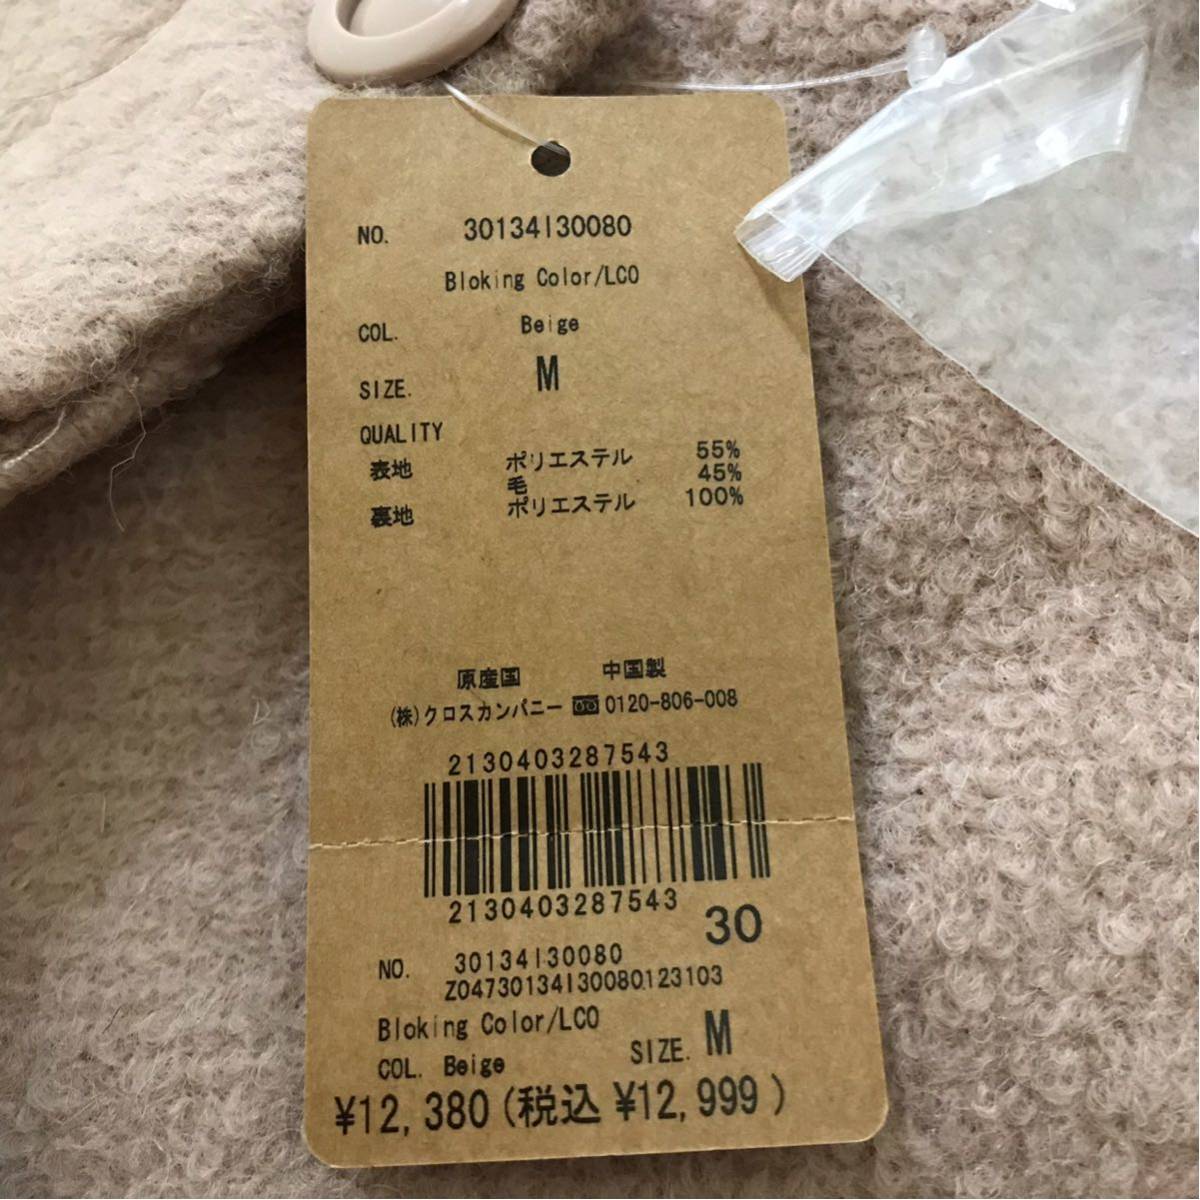 NO. 30134I30080
Bloking Color/LCO
COL. Beige
SIZE. M
QUALITY
表地 ポリエステル 55%
毛 45%
裏地 ポリエステル 100%
原産国 中国製
(株)クロスカンパニー 0120-806-008
2130403287543
2130403287543 30
NO. 30134I30080
Z04730134I30080123103
Bloking Color/LCO
COL. Beige SIZE. M
¥12,380(税込 ¥12,999)